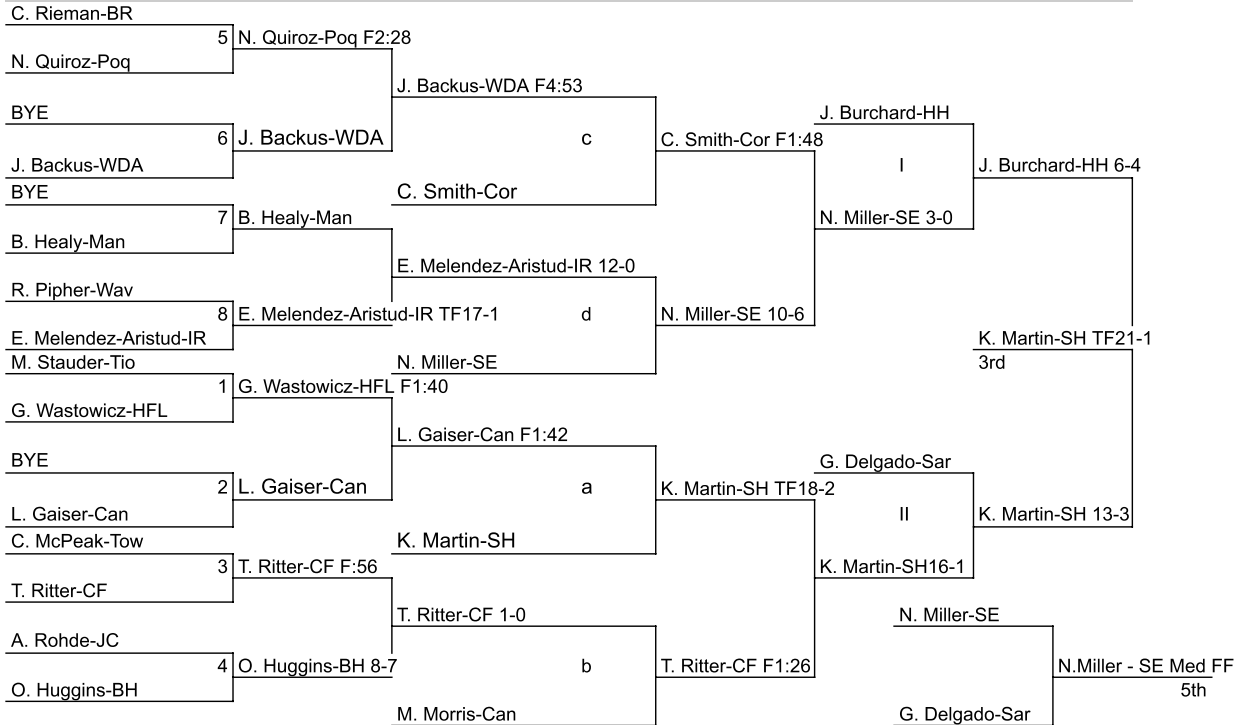 C. Rieman-BR
5 N. Quiroz-Poq F2:28
N. Quiroz-Poq
J. Backus-WDA F4:53
BYE
J. Burchard-HH
6 J. Backus-WDA
c
C. Smith-Cor F1:48
J. Backus-WDA
I
J. Burchard-HH 6-4
BYE
C. Smith-Cor
7 B. Healy-Man
N. Miller-SE 3-0
B. Healy-Man
E. Melendez-Aristud-IR 12-0
R. Pipher-Wav
8 E. Melendez-Aristud-IR TF17-1
d
N. Miller-SE 10-6
E. Melendez-Aristud-IR
K. Martin-SH TF21-1
M. Stauder-Tio
N. Miller-SE
3rd
1 G. Wastowicz-HFL F1:40
G. Wastowicz-HFL
L. Gaiser-Can F1:42
BYE
G. Delgado-Sar
2 L. Gaiser-Can
a
K. Martin-SH TF18-2
L. Gaiser-Can
II
K. Martin-SH 13-3
C. McPeak-Tow
K. Martin-SH
3 T. Ritter-CF F:56
K. Martin-SH16-1
T. Ritter-CF
T. Ritter-CF 1-0
N. Miller-SE
A. Rohde-JC
4 O. Huggins-BH 8-7
b
T. Ritter-CF F1:26
N.Miller - SE Med FF
O. Huggins-BH
5th
M. Morris-Can
G. Delgado-Sar